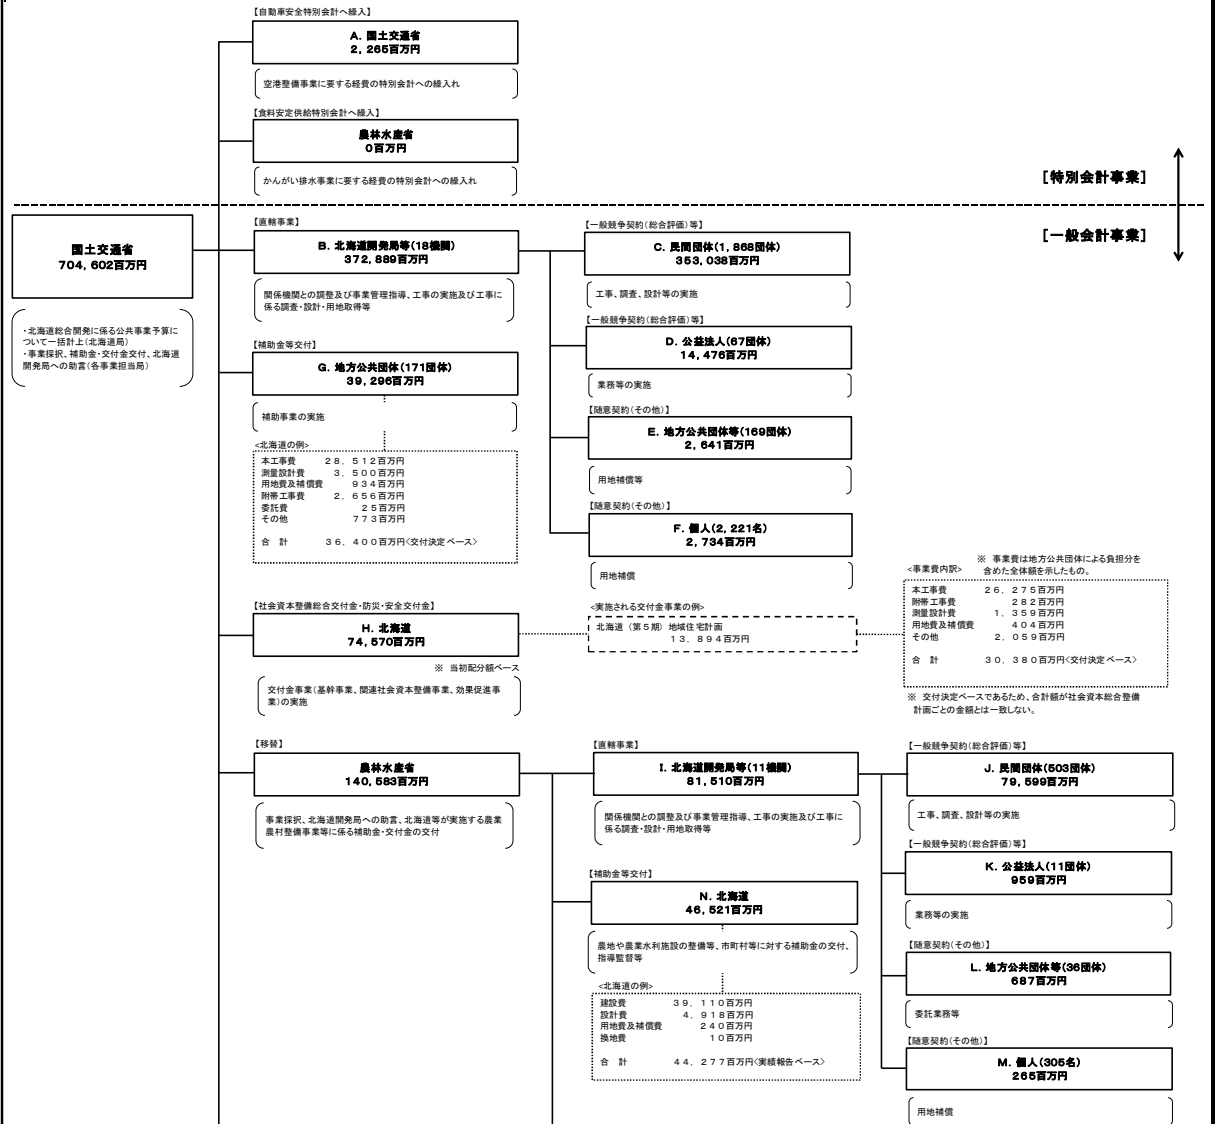 【自動車安全特別会計へ繰入】
A. 国土交通省
2, 265百万円
空港整備事業に要する経費の特別会計への繰入れ
【食料安定供給特別会計へ繰入】
農林水産省
0百万円
かんがい排水事業に要する経費の特別会計への繰入れ
[特別会計事業]
[一般会計事業]
国土交通省
704, 602百万円
・北海道総合開発に係る公共事業予算に
ついて一括計上(北海道局)
・事業採択、補助金・交付金交付、北海道
開発局への助言(各事業担当局)
【直轄事業】
B. 北海道開発局等(18機関)
372, 889百万円
関係機関との調整及び事業管理指導、工事の実施及び工事に
係る調査・設計・用地取得等
【一般競争契約(総合評価)等】
C. 民間団体(1, 868団体)
353, 038百万円
工事、調査、設計等の実施
【一般競争契約(総合評価)等】
D. 公益法人(67団体)
14, 476百万円
業務等の実施
【随意契約(その他)】
E. 地方公共団体等(169団体)
2, 641百万円
用地補償等
【随意契約(その他)】
F. 個人(2, 221名)
2, 734百万円
用地補償
【補助金等交付】
G. 地方公共団体(171団体)
39, 296百万円
補助事業の実施
<北海道の例>
本工事費 28, 512百万円
測量設計費 3, 500百万円
用地費及補償費 934百万円
附帯工事費 2, 656百万円
委託費 25百万円
その他 773百万円
合 計 36, 400百万円<交付決定ベース>
【社会資本整備総合交付金・防災・安全交付金】
H. 北海道
74, 570百万円
※ 当初配分額ベース
交付金事業(基幹事業、関連社会資本整備事業、効果促進事
業)の実施
<実施される交付金事業の例>
北海道 (第5期) 地域住宅計画
13, 894百万円
※ 事業費は地方公共団体による負担分を
含めた全体額を示したもの。
<事業費内訳>
本工事費 26, 275百万円
附帯工事費 282百万円
測量設計費 1, 359百万円
用地費及補償費 404百万円
その他 2, 059百万円
合 計 30, 380百万円<交付決定ベース>
※ 交付決定ベースであるため、合計額が社会資本総合整備
計画ごとの金額とは一致しない。
【移替】
農林水産省
140, 583百万円
事業採択、北海道開発局への助言、北海道等が実施する農業
農村整備事業等に係る補助金・交付金の交付
【直轄事業】
I. 北海道開発局等(11機関)
81, 510百万円
関係機関との調整及び事業管理指導、工事の実施及び工事に
係る調査・設計・用地取得等
【一般競争契約(総合評価)等】
J. 民間団体(503団体)
79, 599百万円
工事、調査、設計等の実施
【一般競争契約(総合評価)等】
K. 公益法人(11団体)
959百万円
業務等の実施
【随意契約(その他)】
L. 地方公共団体等(36団体)
687百万円
委託業務等
【随意契約(その他)】
M. 個人(305名)
265百万円
用地補償
【補助金等交付】
N. 北海道
46, 521百万円
農地や農業水利施設の整備等、市町村等に対する補助金の交付、
指導監督等
<北海道の例>
建設費 39, 110百万円
設計費 4, 918百万円
用地費及補償費 240百万円
換地費 10百万円
合 計 44, 277百万円<実績報告ベース>